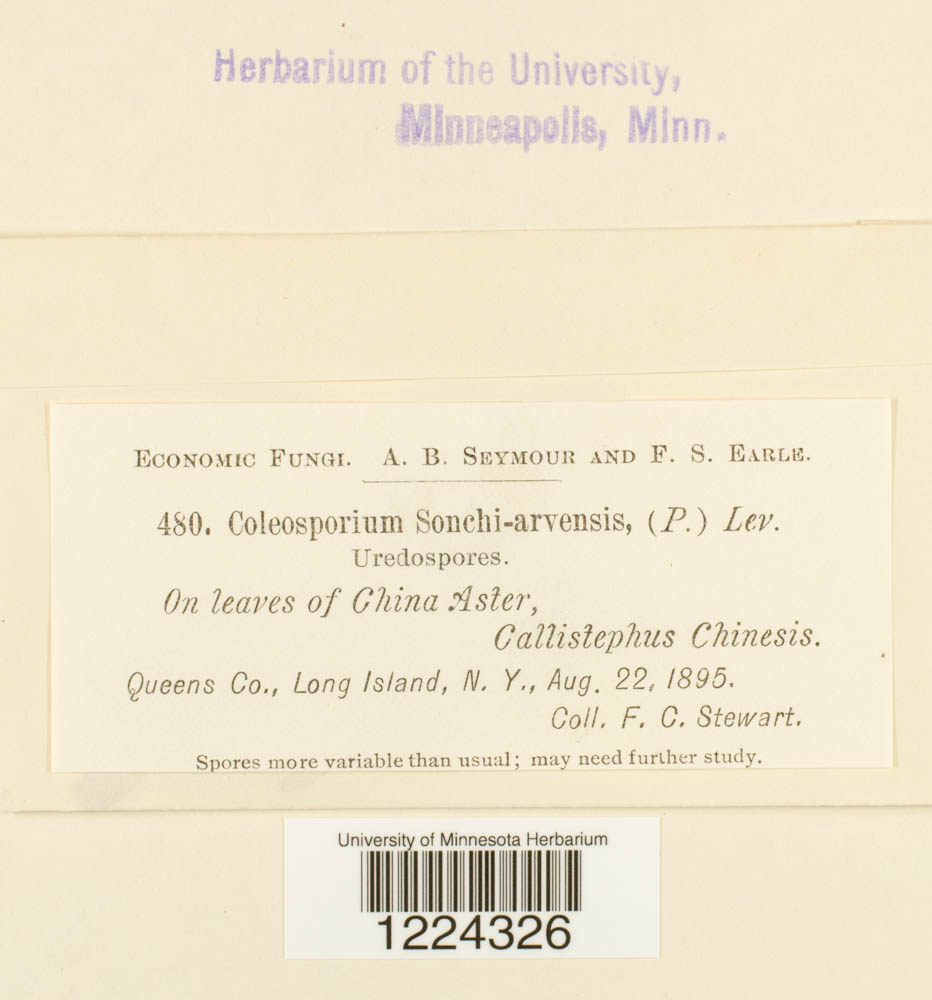 Herbarium of the University,
Minneapolis, Minn.
ECONOMIC FUNGI. A. B. SEYMOUR AND F. S. EARLE.
480. Coleosporium Sonchi-arvensis, (P.) Lev.
Uredospores.
On leaves of China Aster,
Callistephus Chinesis.
Queens Co., Long Island, N. Y., Aug. 22, 1895.
Coll. F. C. Stewart.
Spores more variable than usual; may need further study.
University of Minnesota Herbarium
1224326